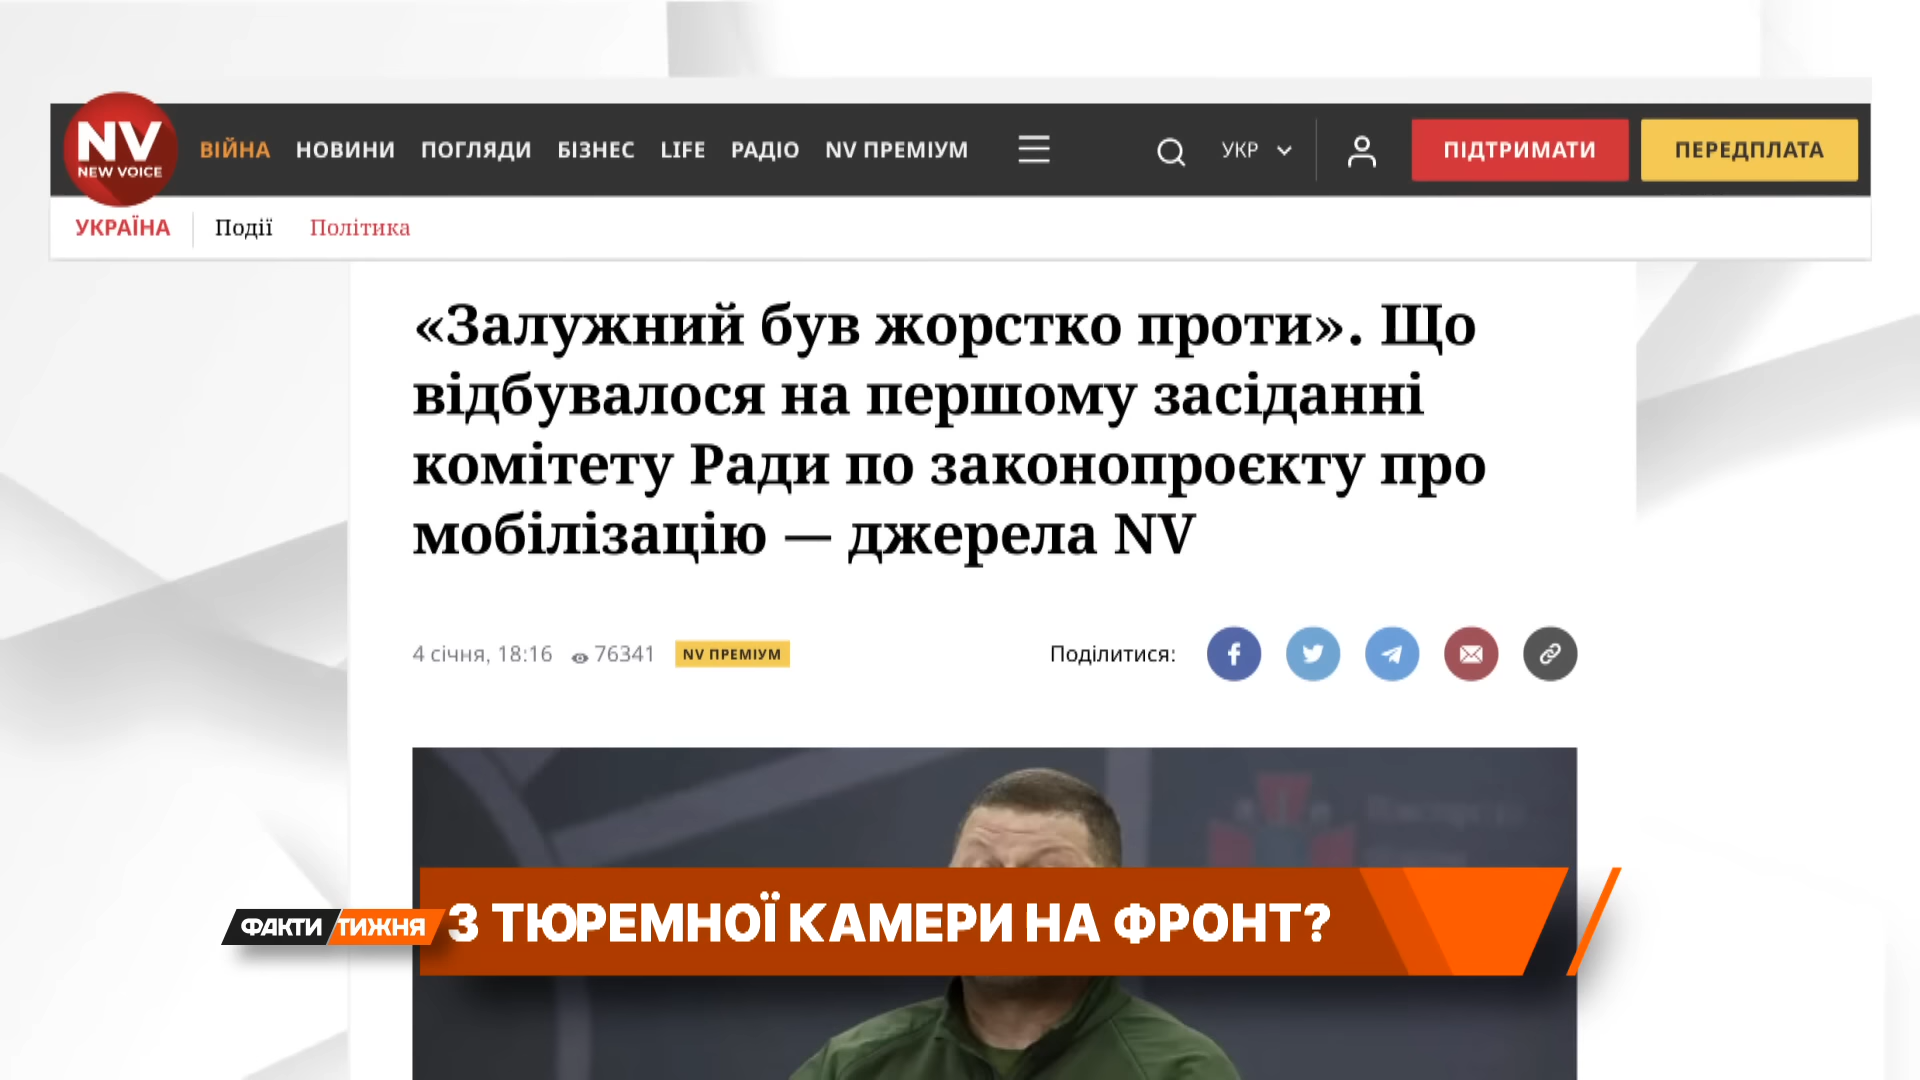 NV
NEW VOICE
ВІЙНА НОВИНИ ПОГЛЯДИ БІЗНЕС LIFE РАДІО NV ПРЕМІУМ УКР ПІДТРИМАТИ ПЕРЕДПЛАТА
УКРАЇНА Події Політика
«Залужний був жорстко проти». Що
відбувалося на першому засіданні
комітету Ради по законопроєкту про
мобілізацію — джерела NV
4 січня, 18:16 76341 NV ПРЕМІУМ Поділитися:
ФАКТИ ТИЖНЯ З ТЮРЕМНОЇ КАМЕРИ НА ФРОНТ?